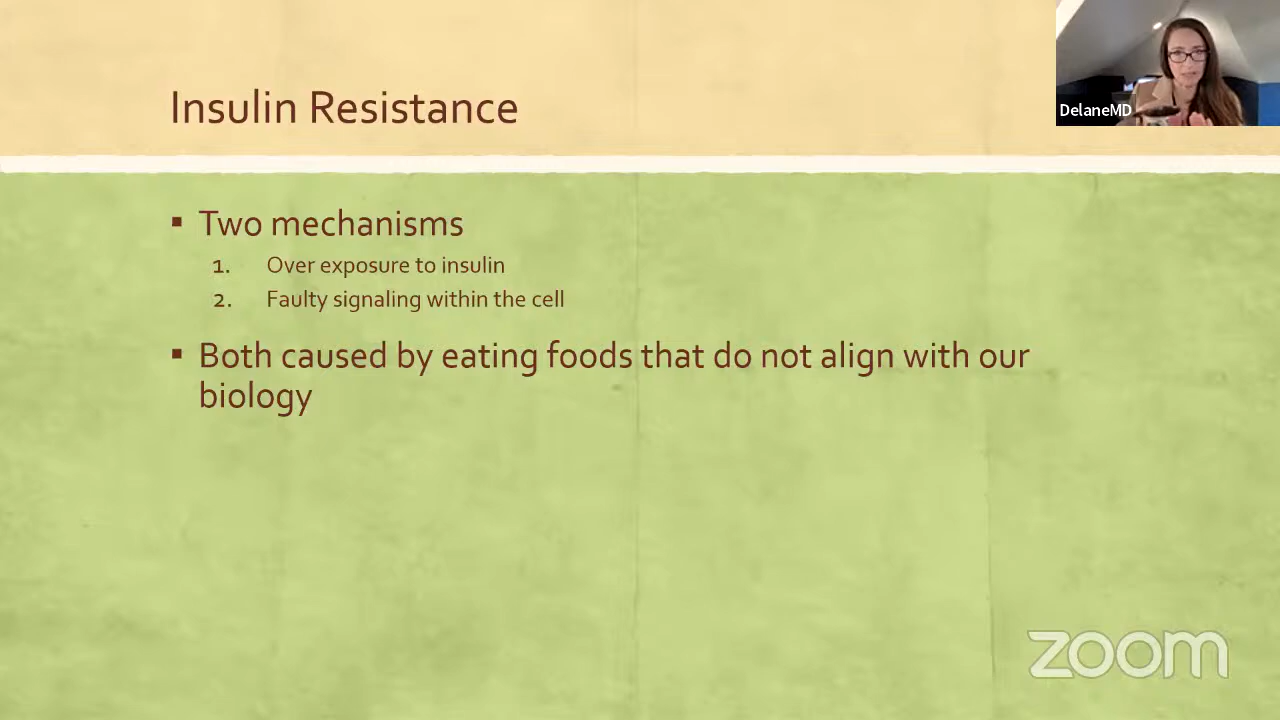 Insulin Resistance
DelaneMD
▪ Two mechanisms
1. Over exposure to insulin
2. Faulty signaling within the cell
▪ Both caused by eating foods that do not align with our
biology
zoom